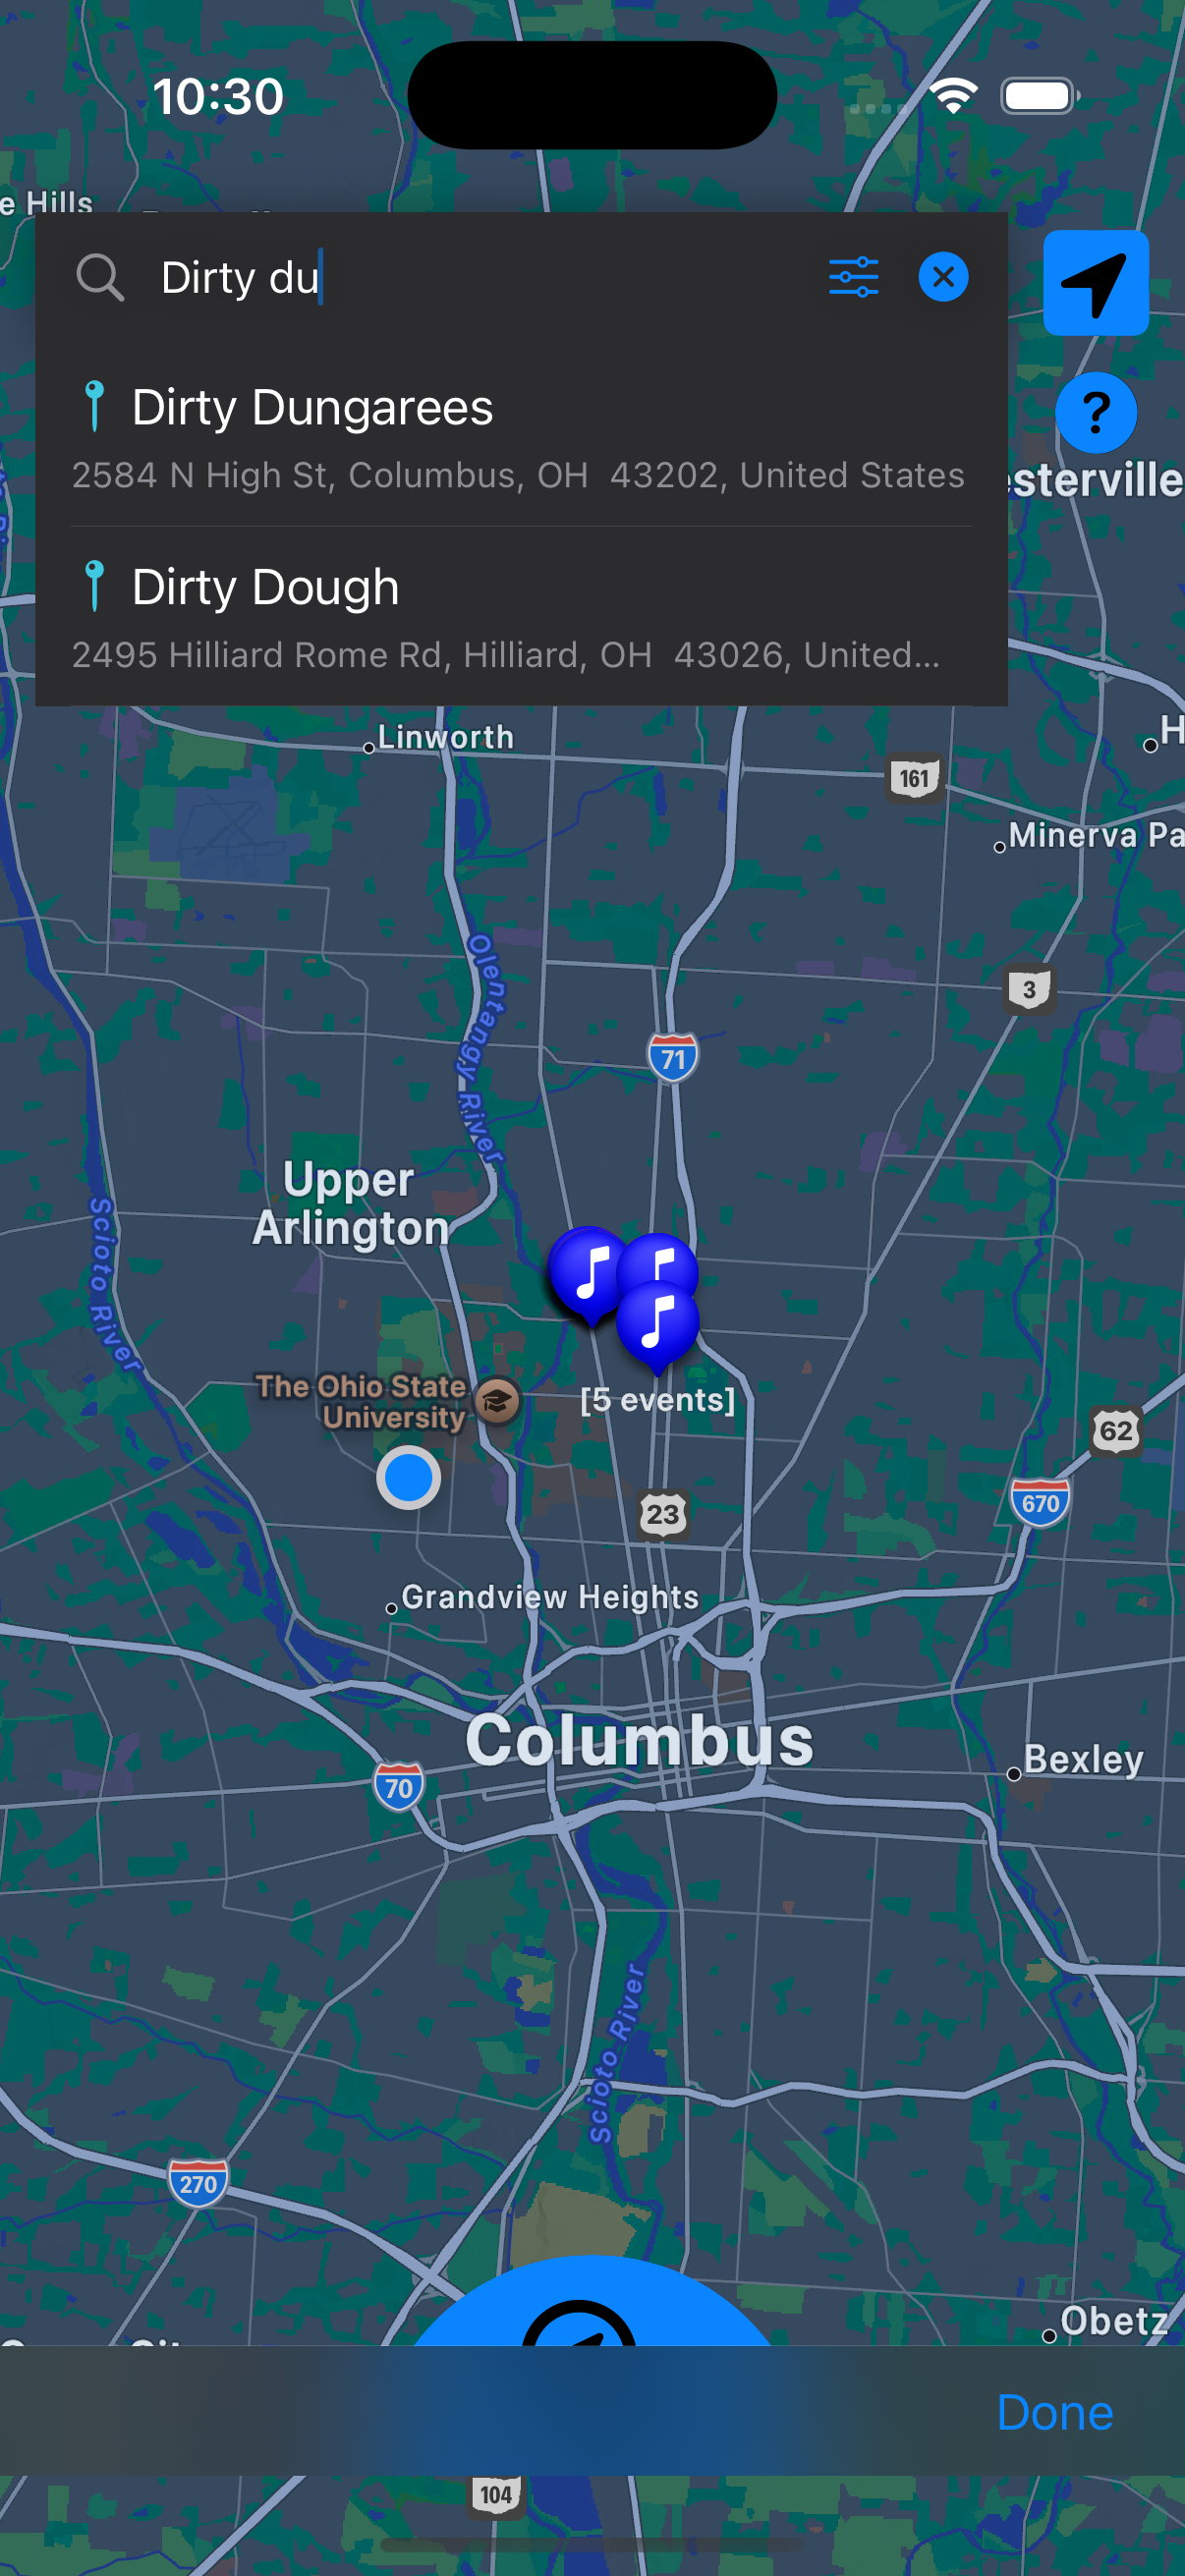 10:30
e Hills
Dirty du
Dirty Dungarees
2584 N High St, Columbus, OH 43202, United States
esterville
Dirty Dough
2495 Hilliard Rome Rd, Hilliard, OH 43026, United...
Linworth
H
161
Minerva Pa
Olentangy River
3
71
Upper
Arlington
Scioto River
The Ohio State
University
[5 events]
62
23
670
Grandview Heights
Columbus
Bexley
70
Scioto River
270
Obetz
Done
104